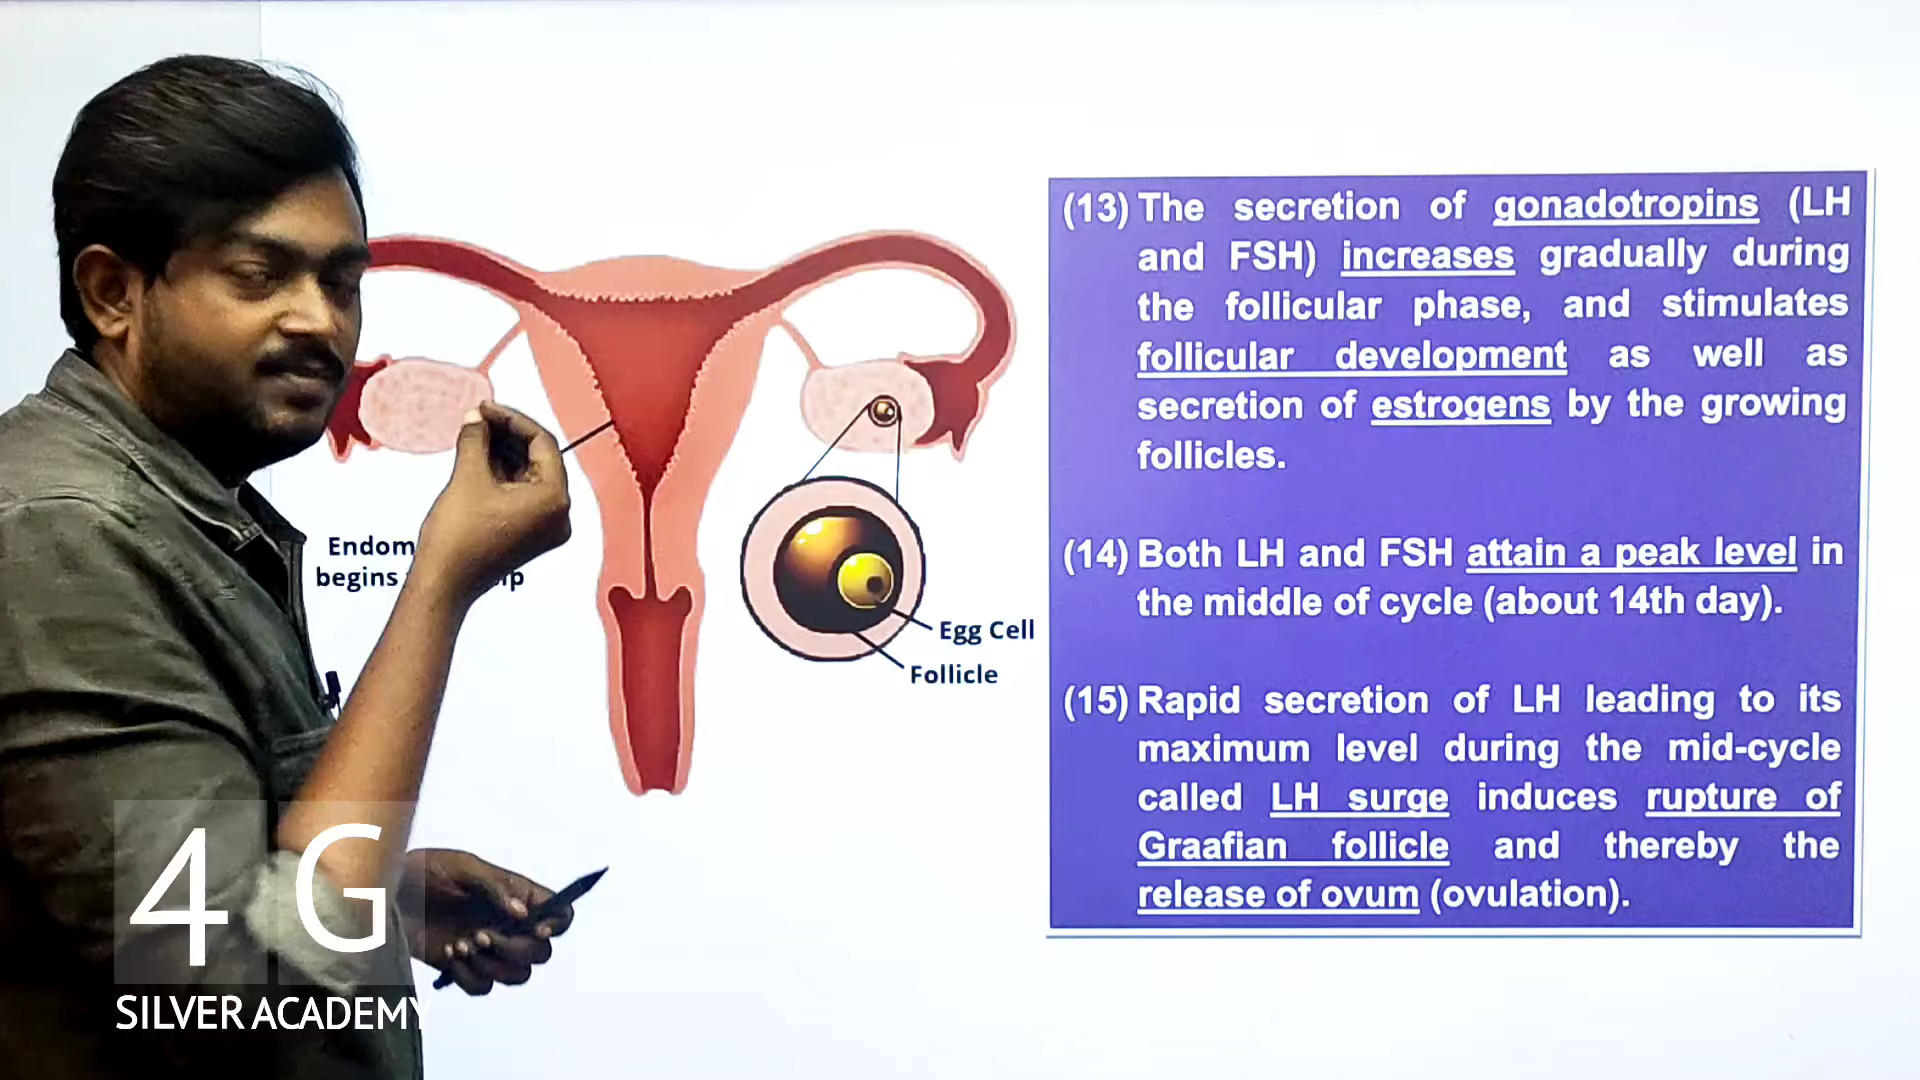 (13) The secretion of gonadotropins (LH
and FSH) increases gradually during
the follicular phase, and stimulates
follicular development as well as
secretion of estrogens by the growing
follicles.
(14) Both LH and FSH attain a peak level in
the middle of cycle (about 14th day).
(15) Rapid secretion of LH leading to its
maximum level during the mid-cycle
called LH surge induces rupture of
Graafian follicle and thereby the
release of ovum (ovulation).
begins
Egg Cell
Follicle
4 G
SILVER ACADEMY